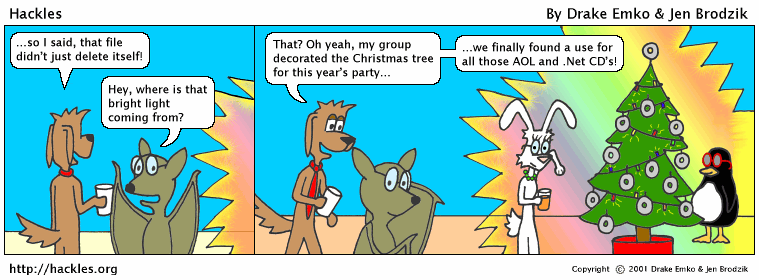 Hackles
By Drake Emko & Jen Brodzik
...so I said, that file
didn't just delete itself!
Hey, where is that
bright light
coming from?
That? Oh yeah, my group
decorated the Christmas tree
for this year's party...
...we finally found a use for
all those AOL and .Net CD's!
http://hackles.org
Copyright © 2001 Drake Emko & Jen Brodzik